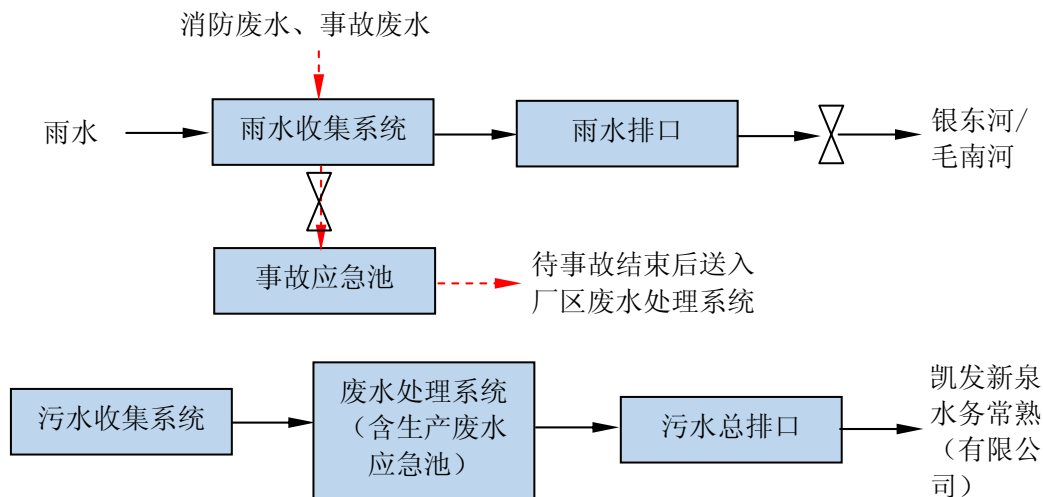 消防废水、事故废水
雨水
雨水收集系统
雨水排口
银东河/
毛南河
事故应急池
待事故结束后送入
厂区废水处理系统
污水收集系统
废水处理系统
（含生产废水
应急池）
污水总排口
凯发新泉
水务常熟
（有限公
司）